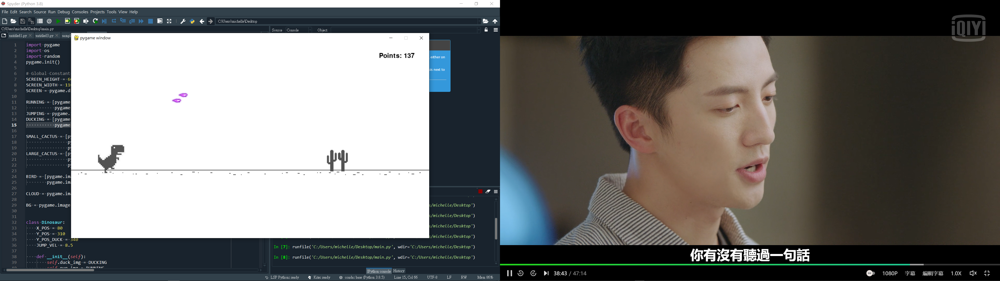 Spyder (Python 3.8)
File Edit Search Source Run Debug Consoles Projects Tools View Help
C:\Users\michelle\Desktop
C:\Users\michelle\Desktop\main.py
untitled1.py
untitled3.py
sampl
Source
Console
Object
pygame window
Points: 137
1 import pygame
2 import os
3 import random
4 pygame.init()
5
6 # Global Constant
7 SCREEN_HEIGHT = 6
8 SCREEN_WIDTH = 11
9 SCREEN = pygame.d
10
11 RUNNING = [pygame
12 pygame
13 JUMPING = pygame.
14 DUCKING = [pygame
15 pygame
16
17 SMALL_CACTUS = [p
18 p
19 p
20 LARGE_CACTUS = [p
21 p
22 p
23
24 BIRD = [pygame.im
25 pygame.im
26
27 CLOUD = pygame.im
28
29 BG = pygame.image
30
31
32 class Dinosaur:
33 X_POS = 80
34 Y_POS = 310
35 Y_POS_DUCK = 340
36 JUMP_VEL = 8.5
37
38 def __init__(self):
39 self.duck_img = DUCKING
40 self.run_img = RUNNING
either on
is next to
s/michelle/Desktop')
s/michelle/Desktop')
s/michelle/Desktop')
s/michelle/Desktop')
In [7]: runfile('C:/Users/michelle/Desktop/main.py', wdir='C:/Users/michelle/Desktop')
In [8]: runfile('C:/Users/michelle/Desktop/main.py', wdir='C:/Users/michelle/Desktop')
IPython console History
LSP Python: ready Kite: ready conda: base (Python 3.8.5) Line 15, Col 66 UTF-8 LF RW Mem 86%
iQIYI
你有沒有聽過一句話
10 10 38:43 / 47:14 1080P 字幕 編輯字幕 1.0X